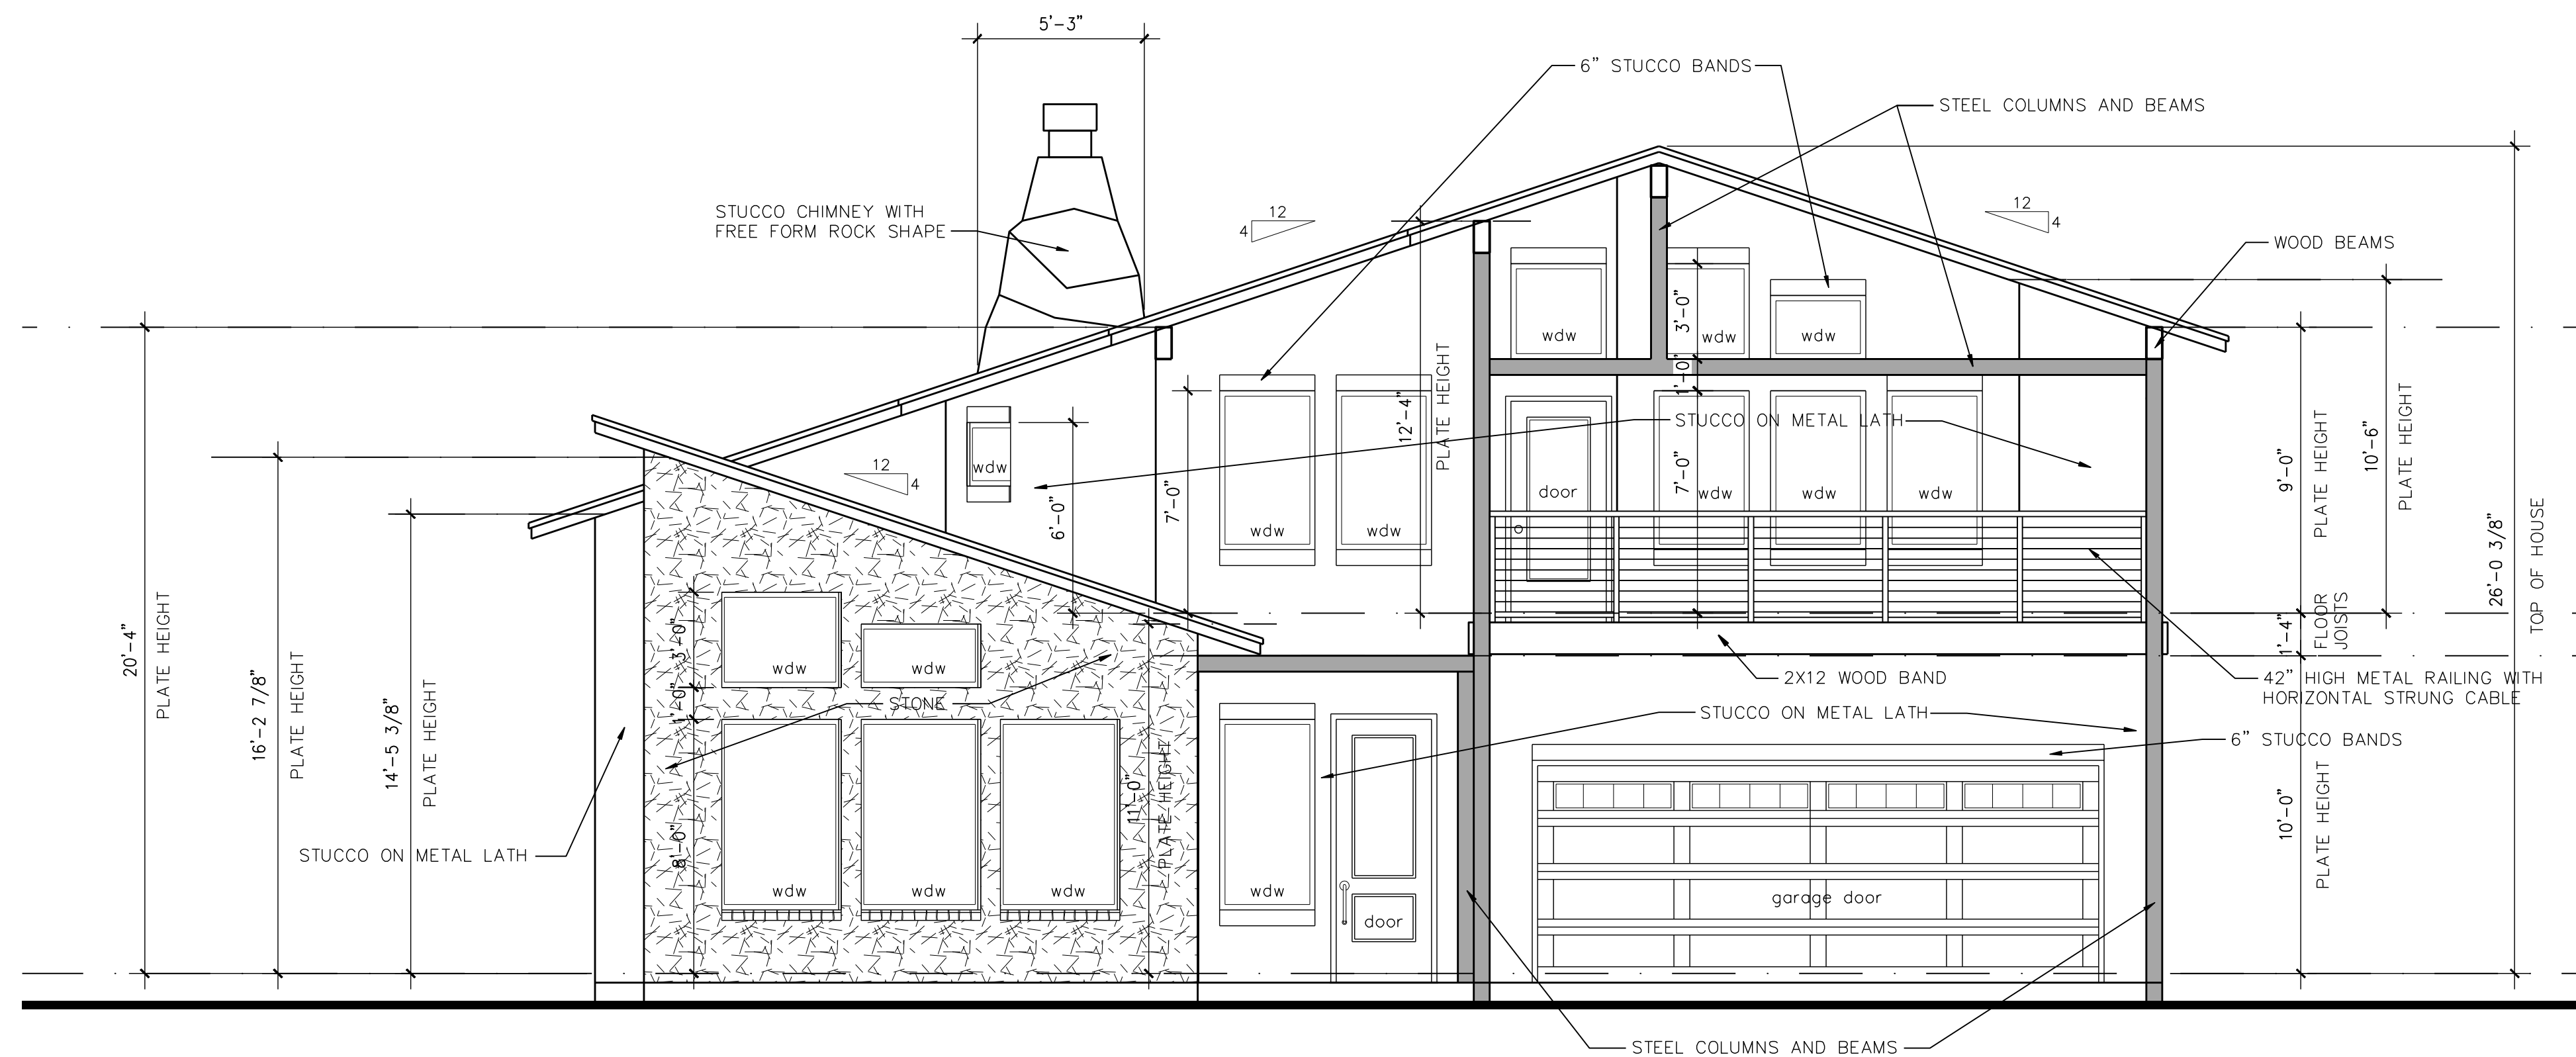 5'-3"
6" STUCCO BANDS
STEEL COLUMNS AND BEAMS
STUCCO CHIMNEY WITH
FREE FORM ROCK SHAPE
12
4
12
4
WOOD BEAMS
wdw
wdw
wdw
3'-0"
1'-0"
12'-4"
PLATE HEIGHT
STUCCO ON METAL LATH
12
4
wdw
6'-0"
7'-0"
wdw
wdw
door
7'-0"
wdw
wdw
wdw
9'-0"
PLATE HEIGHT
10'-6"
PLATE HEIGHT
26'-0 3/8"
TOP OF HOUSE
1'-4"
FLOOR
JOISTS
20'-4"
PLATE HEIGHT
16'-2 7/8"
PLATE HEIGHT
14'-5 3/8"
PLATE HEIGHT
3'-0"
wdw
wdw
1'-0"
STONE
2X12 WOOD BAND
42" HIGH METAL RAILING WITH
HORIZONTAL STRUNG CABLE
STUCCO ON METAL LATH
6" STUCCO BANDS
11'-0"
PLATE HEIGHT
10'-0"
PLATE HEIGHT
STUCCO ON METAL LATH
8'-0"
wdw
wdw
wdw
wdw
door
garage door
STEEL COLUMNS AND BEAMS